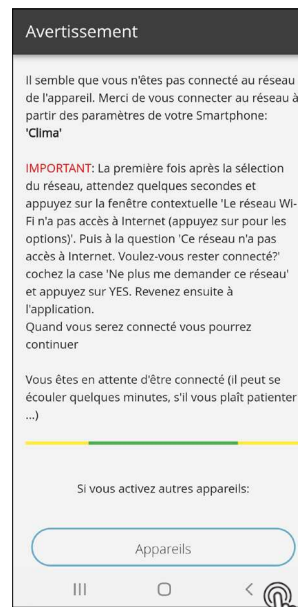 Avertissement
Il semble que vous n'êtes pas connecté au réseau
de l'appareil. Merci de vous connecter au réseau à
partir des paramètres de votre Smartphone:
'Clima'
IMPORTANT: La première fois après la sélection
du réseau, attendez quelques secondes et
appuyez sur la fenêtre contextuelle 'Le réseau Wi-
Fi n'a pas accès à Internet (appuyez sur pour les
options)'. Puis à la question 'Ce réseau n'a pas
accès à Internet. Voulez-vous rester connecté?'
cochez la case 'Ne plus me demander ce réseau'
et appuyez sur YES. Revenez ensuite à
l'application.
Quand vous serez connecté vous pourrez
continuer
Vous êtes en attente d'être connecté (il peut se
écouler quelques minutes, s'il vous plaît patienter
...)
Si vous activez autres appareils:
Appareils